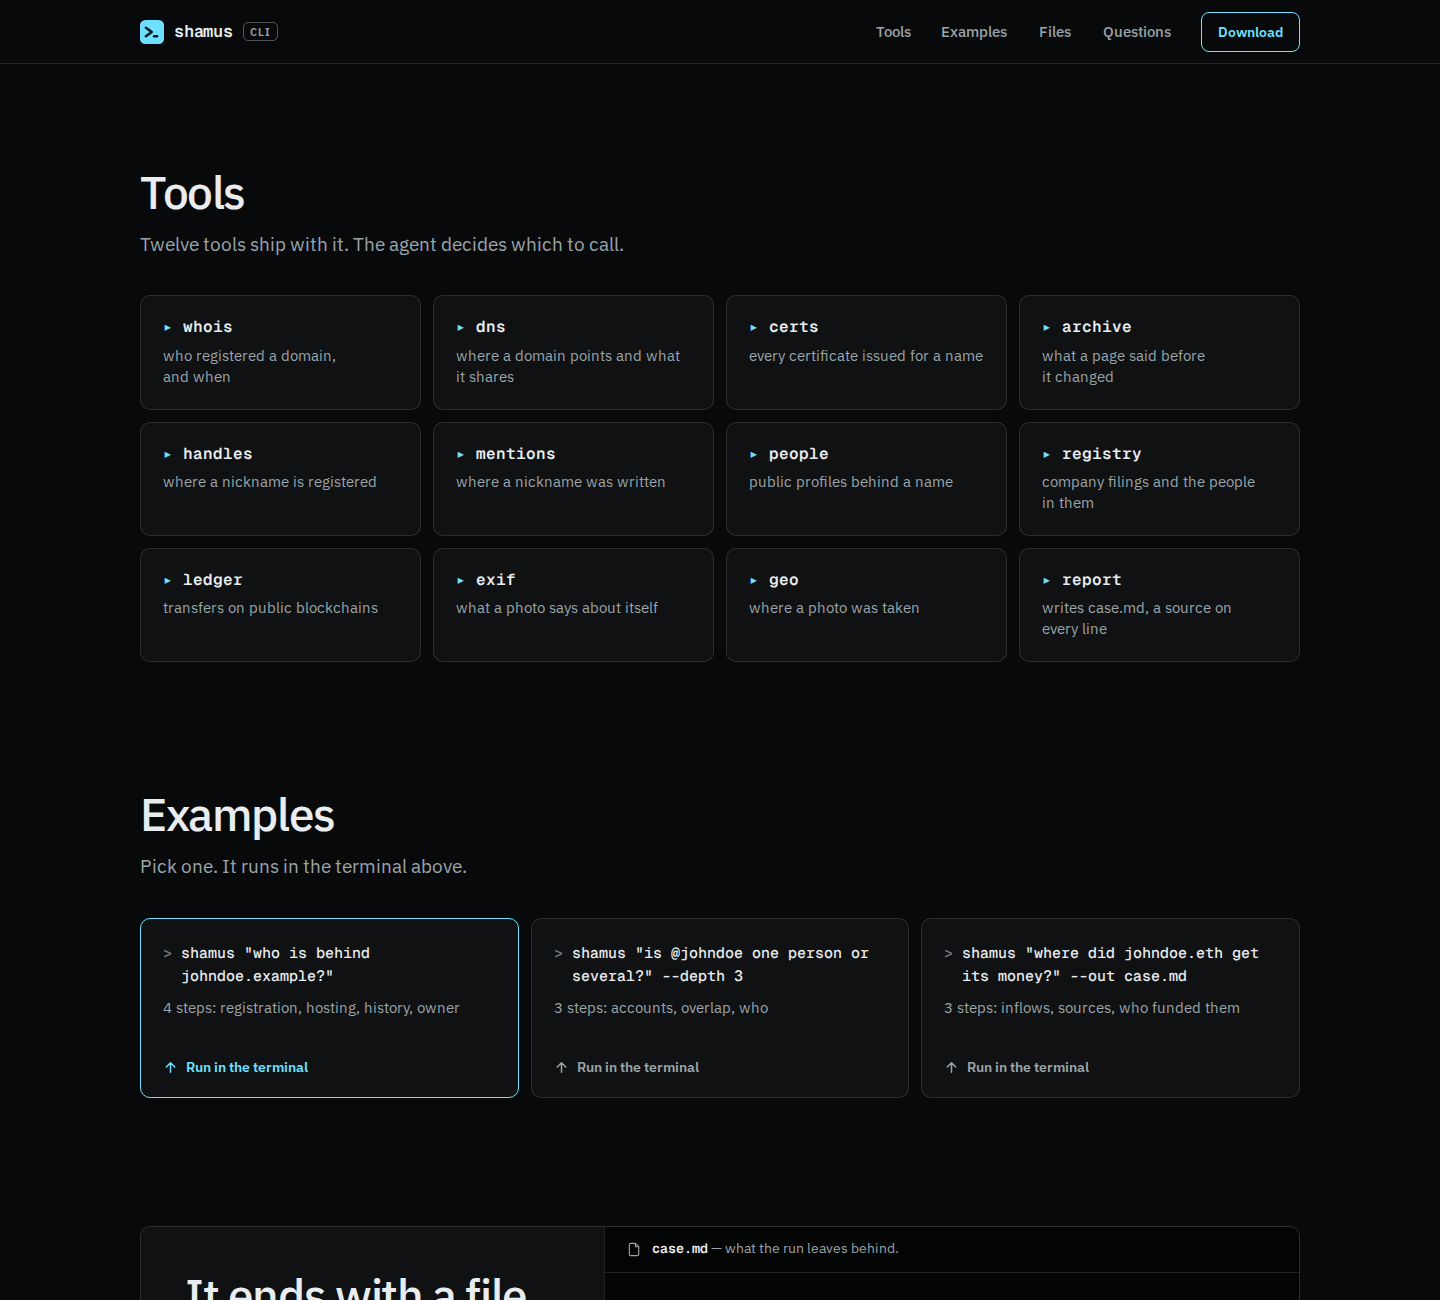 shamus CLI
Tools Examples Files Questions Download
Tools
Twelve tools ship with it. The agent decides which to call.
▸ whois
who registered a domain,
and when
▸ dns
where a domain points and what
it shares
▸ certs
every certificate issued for a name
▸ archive
what a page said before
it changed
▸ handles
where a nickname is registered
▸ mentions
where a nickname was written
▸ people
public profiles behind a name
▸ registry
company filings and the people
in them
▸ ledger
transfers on public blockchains
▸ exif
what a photo says about itself
▸ geo
where a photo was taken
▸ report
writes case.md, a source on
every line
Examples
Pick one. It runs in the terminal above.
> shamus "who is behind
johndoe.example?"
4 steps: registration, hosting, history, owner
↑ Run in the terminal
> shamus "is @johndoe one person or
several?" --depth 3
3 steps: accounts, overlap, who
↑ Run in the terminal
> shamus "where did johndoe.eth get
its money?" --out case.md
3 steps: inflows, sources, who funded them
↑ Run in the terminal
It ends with a file
case.md — what the run leaves behind.